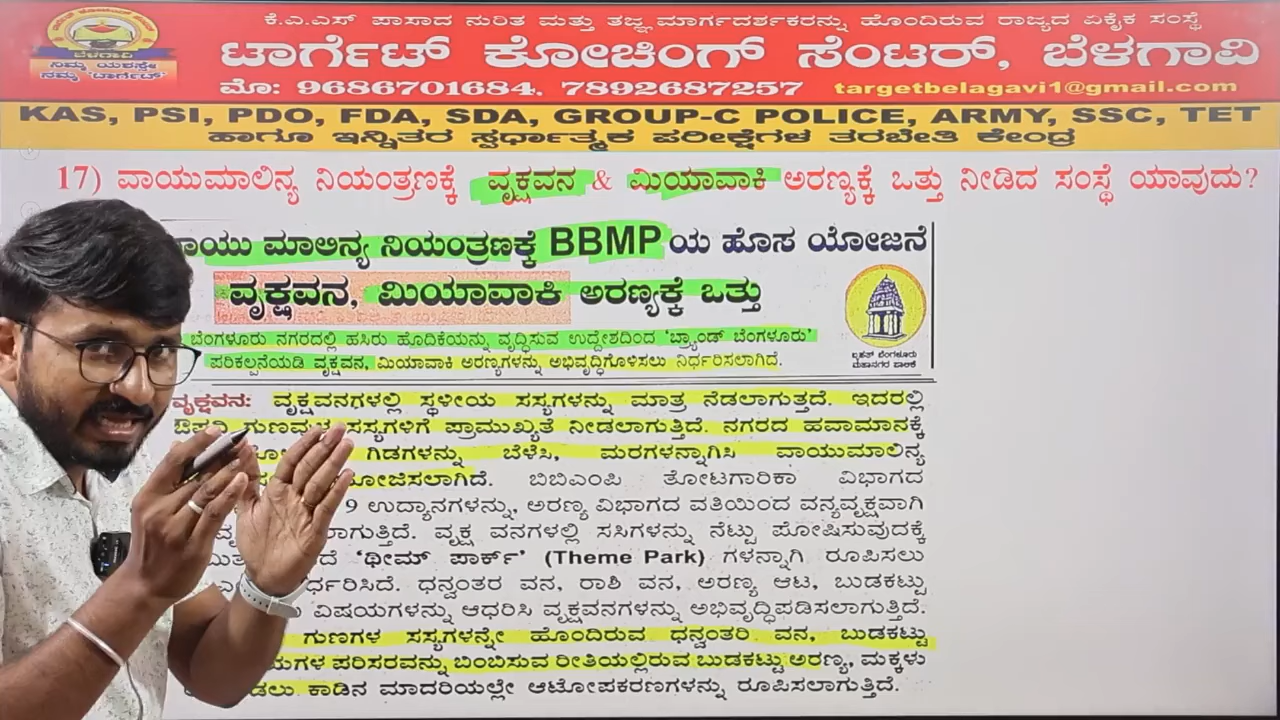 ಕೆ.ಎ.ಎಸ್ ಪಾಸಾದ ನುರಿತ ಮತ್ತು ತಜ್ಞ ಮಾರ್ಗದರ್ಶಕರನ್ನು ಹೊಂದಿರುವ ರಾಜ್ಯದ ಏಕೈಕ ಸಂಸ್ಥೆ
ಟಾರ್ಗೆಟ್ ಕೋಚಿಂಗ್ ಸೆಂಟರ್, ಬೆಳಗಾವಿ
ಬೆಳಗಾವಿ
ನಿಮ್ಮ ಯಶಸ್ಸೇ
ನಮ್ಮ 'ಟಾರ್ಗೆಟ್'
ಮೊ: 9686701684, 7892687257 targetbelagavi1@gmail.com
KAS, PSI, PDO, FDA, SDA, GROUP-C POLICE, ARMY, SSC, TET
ಹಾಗೂ ಇನ್ನಿತರ ಸ್ಪರ್ಧಾತ್ಮಕ ಪರೀಕ್ಷೆಗಳ ತರಬೇತಿ ಕೇಂದ್ರ
17) ವಾಯುಮಾಲಿನ್ಯ ನಿಯಂತ್ರಣಕ್ಕೆ ವೃಕ್ಷವನ & ಮಿಯಾವಾಕಿ ಅರಣ್ಯಕ್ಕೆ ಒತ್ತು ನೀಡಿದ ಸಂಸ್ಥೆ ಯಾವುದು?
ಮಾಲಿನ್ಯ ನಿಯಂತ್ರಣಕ್ಕೆ BBMP ಯ ಹೊಸ ಯೋಜನೆ
ವೃಕ್ಷವನ, ಮಿಯಾವಾಕಿ ಅರಣ್ಯಕ್ಕೆ ಒತ್ತು
ಬೆಂಗಳೂರು ನಗರದಲ್ಲಿ ಹಸಿರು ಹೊದಿಕೆಯನ್ನು ವೃದ್ಧಿಸುವ ಉದ್ದೇಶದಿಂದ 'ಬ್ರ್ಯಾಂಡ್ ಬೆಂಗಳೂರು'
ಪರಿಕಲ್ಪನೆಯಡಿ ವೃಕ್ಷವನ, ಮಿಯಾವಾಕಿ ಅರಣ್ಯಗಳನ್ನು ಅಭಿವೃದ್ಧಿಗೊಳಿಸಲು ನಿರ್ಧರಿಸಲಾಗಿದೆ.
ಬೃಹತ್ ಬೆಂಗಳೂರು
ಮಹಾನಗರ ಪಾಲಿಕೆ
ವೃಕ್ಷವನ: ವೃಕ್ಷವನಗಳಲ್ಲಿ ಸ್ಥಳೀಯ ಸಸ್ಯಗಳನ್ನು ಮಾತ್ರ ನೆಡಲಾಗುತ್ತದೆ. ಇದರಲ್ಲಿ
ಗುಣವುಳ್ಳ ಸಸ್ಯಗಳಿಗೆ ಪ್ರಾಮುಖ್ಯತೆ ನೀಡಲಾಗುತ್ತಿದೆ. ನಗರದ ಹವಾಮಾನಕ್ಕೆ
ಗಿಡಗಳನ್ನು ಬೆಳೆಸಿ, ಮರಗಳನ್ನಾಗಿಸಿ ವಾಯುಮಾಲಿನ್ಯ
ಬಿಬಿಎಂಪಿ ತೋಟಗಾರಿಕಾ ವಿಭಾಗದ
9 ಉದ್ಯಾನಗಳನ್ನು, ಅರಣ್ಯ ವಿಭಾಗದ ವತಿಯಿಂದ ವನ್ಯವೃಕ್ಷವಾಗಿ
ವೃಕ್ಷ ವನಗಳಲ್ಲಿ ಸಸಿಗಳನ್ನು ನೆಟ್ಟು ಪೋಷಿಸುವುದಕ್ಕೆ
'ಥೀಮ್ ಪಾರ್ಕ್' (Theme Park) ಗಳನ್ನಾಗಿ ರೂಪಿಸಲು
ಧನ್ವಂತರ ವನ, ರಾಶಿ ವನ, ಅರಣ್ಯ ಆಟ, ಬುಡಕಟ್ಟು
ವಿಷಯಗಳನ್ನು ಆಧರಿಸಿ ವೃಕ್ಷವನಗಳನ್ನು ಅಭಿವೃದ್ಧಿಪಡಿಸಲಾಗುತ್ತಿದೆ.
ಗುಣಗಳ ಸಸ್ಯಗಳನ್ನೇ ಹೊಂದಿರುವ ಧನ್ವಂತರಿ ವನ, ಬುಡಕಟ್ಟು
ಪರಿಸರವನ್ನು ಬಿಂಬಿಸುವ ರೀತಿಯಲ್ಲಿರುವ ಬುಡಕಟ್ಟು ಅರಣ್ಯ, ಮಕ್ಕಳು
ಕಾಡಿನ ಮಾದರಿಯಲ್ಲೇ ಆಟೋಪಕರಣಗಳನ್ನು ರೂಪಿಸಲಾಗುತ್ತಿದೆ.